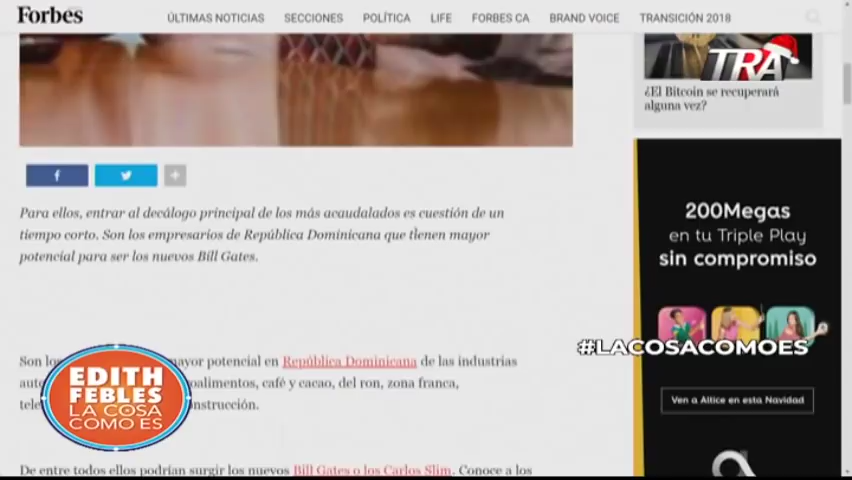 Forbes
ÚLTIMAS NOTICIAS SECCIONES POLÍTICA LIFE FORBES CA BRAND VOICE TRANSICIÓN 2018
TRA
¿El Bitcoin se recuperará
alguna vez?
Para ellos, entrar al decálogo principal de los más acaudalados es cuestión de un
tiempo corto. Son los empresarios de República Dominicana que tienen mayor
potencial para ser los nuevos Bill Gates.
200Megas
en tu Triple Play
sin compromiso
#LACOSACOMOES
Son los mayor potencial en República Dominicana de las industrias
oalimentos, café y cacao, del ron, zona franca,
nstrucción.
EDITH
FEBLES
LA COSA
COMO ES
Ven a Altice en esta Navidad
De entre todos ellos podrían surgir los nuevos Bill Gates o los Carlos Slim. Conoce a los